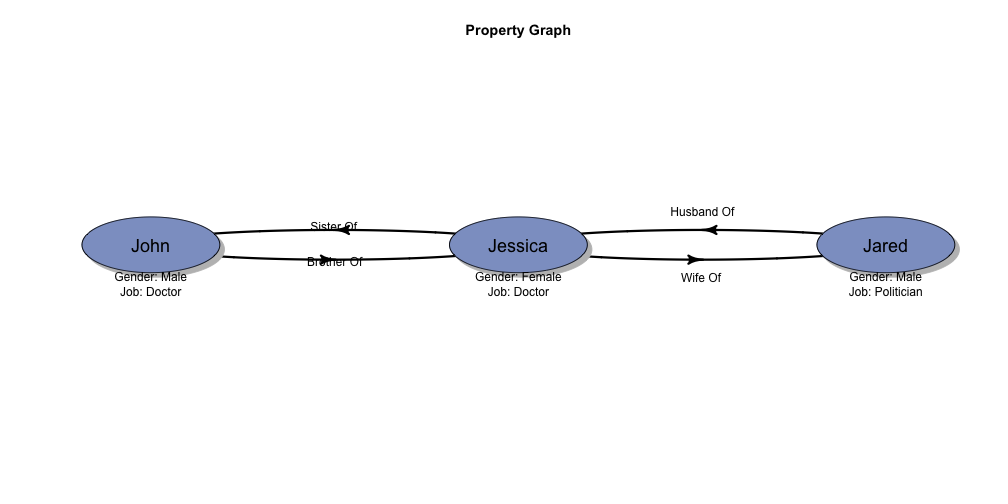 Property Graph
Husband Of
Sister Of
John
Jessica
Jared
Brother Of
Wife Of
Gender: Male
Job: Doctor
Gender: Female
Job: Doctor
Gender: Male
Job: Politician